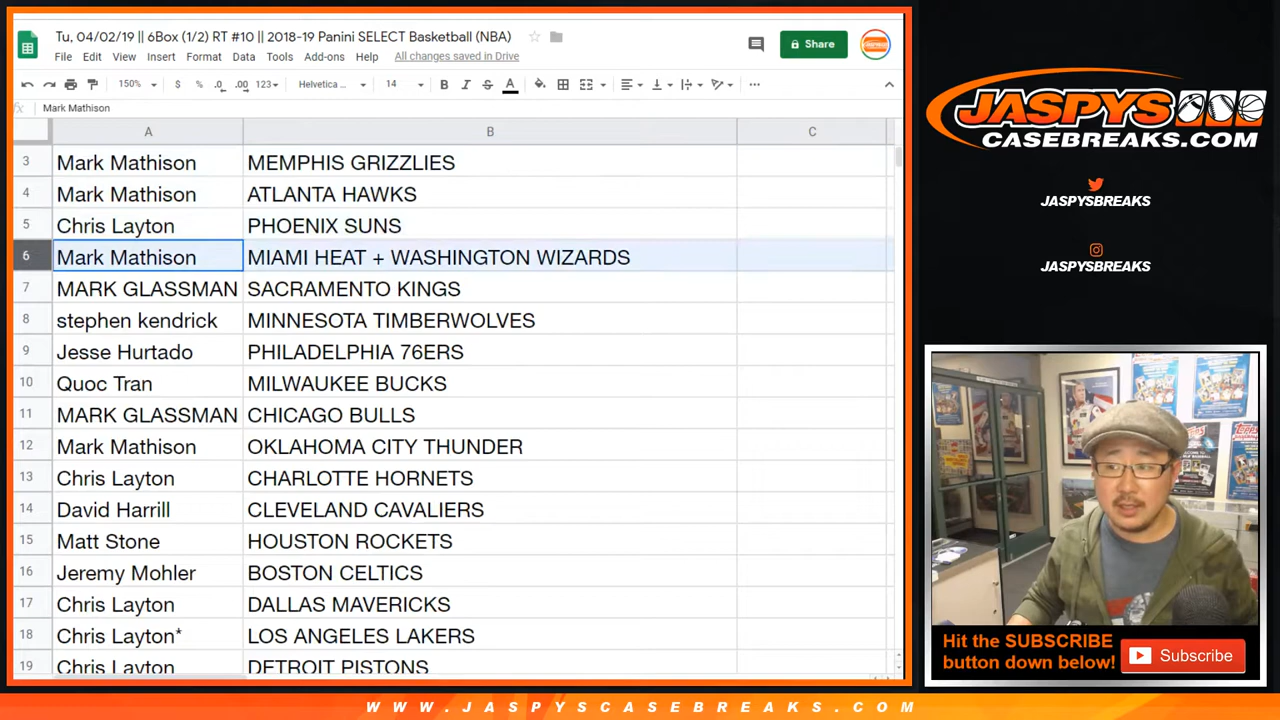 Tu, 04/02/19 || 6Box (1/2) RT #10 || 2018-19 Panini SELECT Basketball (NBA)
File Edit View Insert Format Data Tools Add-ons Help All changes saved in Drive
Share
150% $ % .0 .00 123 Helvetica ... 14 B I S A
fx Mark Mathison
A B C
3 Mark Mathison MEMPHIS GRIZZLIES
4 Mark Mathison ATLANTA HAWKS
5 Chris Layton PHOENIX SUNS
6 Mark Mathison MIAMI HEAT + WASHINGTON WIZARDS
7 MARK GLASSMAN SACRAMENTO KINGS
8 stephen kendrick MINNESOTA TIMBERWOLVES
9 Jesse Hurtado PHILADELPHIA 76ERS
10 Quoc Tran MILWAUKEE BUCKS
11 MARK GLASSMAN CHICAGO BULLS
12 Mark Mathison OKLAHOMA CITY THUNDER
13 Chris Layton CHARLOTTE HORNETS
14 David Harrill CLEVELAND CAVALIERS
15 Matt Stone HOUSTON ROCKETS
16 Jeremy Mohler BOSTON CELTICS
17 Chris Layton DALLAS MAVERICKS
18 Chris Layton* LOS ANGELES LAKERS
19 Chris Layton DETROIT PISTONS
JASPYS
CASEBREAKS.COM
JASPYSBREAKS
JASPYSBREAKS
Hit the SUBSCRIBE
button down below!
Subscribe
WWW.JASPYSCASEBREAKS.COM